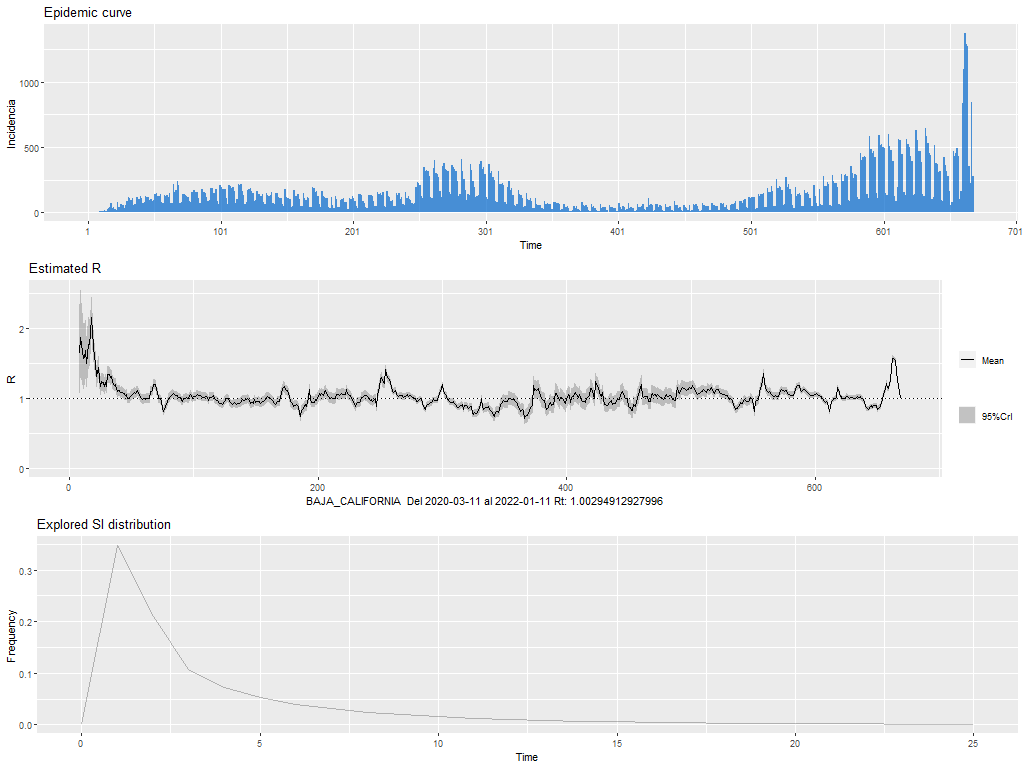 Epidemic curve
Incidencia
1000
500
0
1 101 201 301 401 501 601 701
Time
Estimated R
R
2
1
0
Mean
95%CrI
0 200 400 600
BAJA_CALIFORNIA Del 2020-03-11 al 2022-01-11 Rt: 1.00294912927996
Explored SI distribution
Frequency
0.3
0.2
0.1
0.0
0 5 10 15 20 25
Time